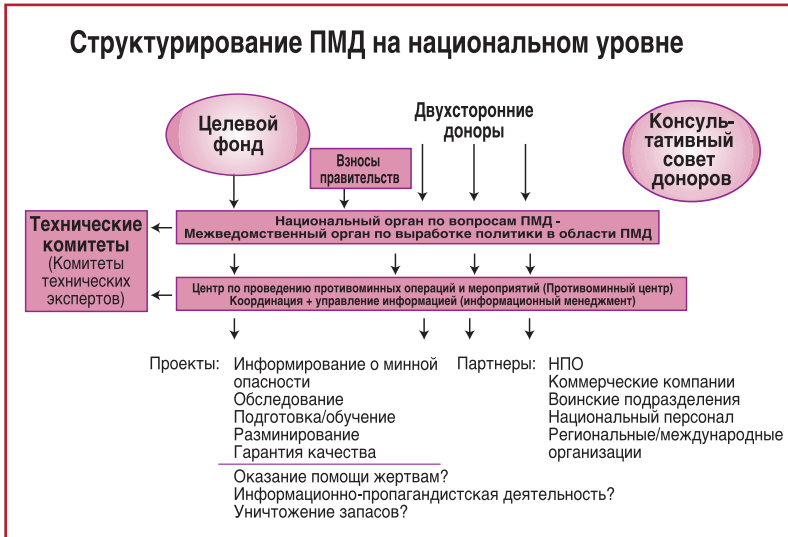 Структурирование ПМД на национальном уровне
Целевой
фонд
Взносы
правительств
Двухсторонние
доноры
Консуль-
тативный
совет
доноров
Технические
комитеты
(Комитеты
технических
экспертов)
Национальный орган по вопросам ПМД -
Межведомственный орган по выработке политики в области ПМД
Центр по проведению противоминных операций и мероприятий (Противоминный центр)
Координация + управление информацией (информационный менеджмент)
Проекты: Информирование о минной
опасности
Обследование
Подготовка/обучение
Разминирование
Гарантия качества
Оказание помощи жертвам?
Информационно-пропагандистская деятельность?
Уничтожение запасов?
Партнеры: НПО
Коммерческие компании
Воинские подразделения
Национальный персонал
Региональные/международные
организации